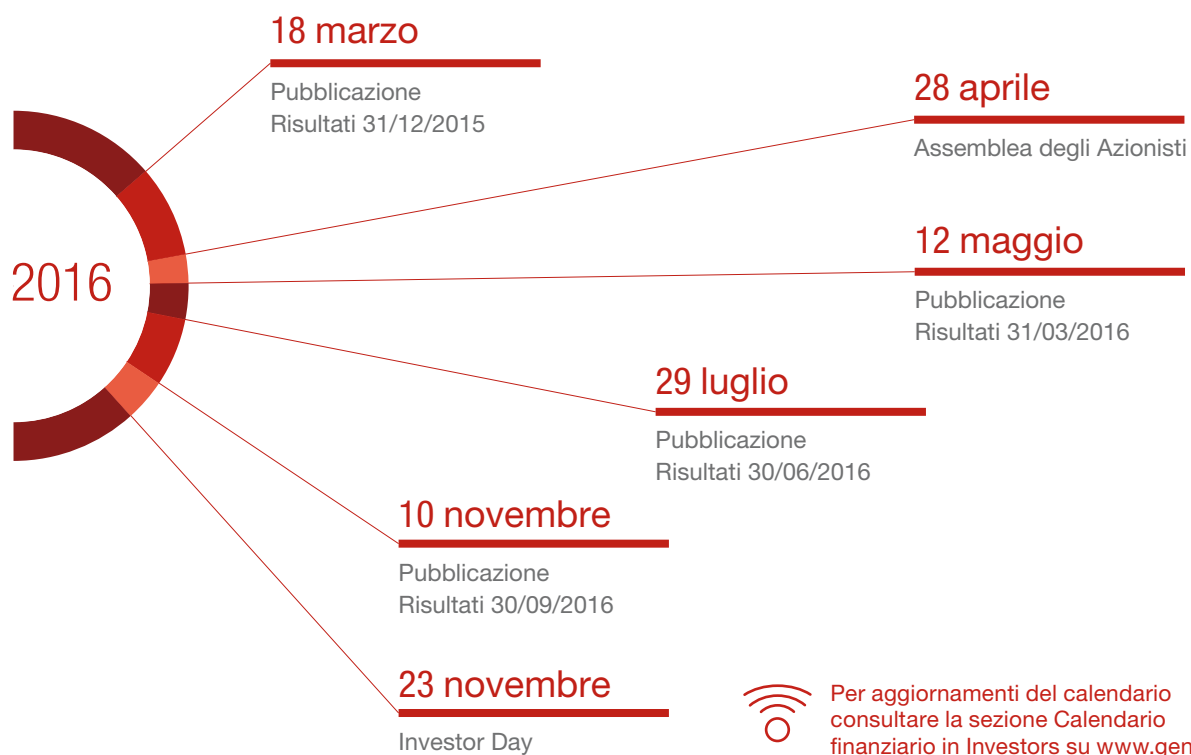 2016
18 marzo
Pubblicazione
Risultati 31/12/2015
28 aprile
Assemblea degli Azionisti
12 maggio
Pubblicazione
Risultati 31/03/2016
29 luglio
Pubblicazione
Risultati 30/06/2016
10 novembre
Pubblicazione
Risultati 30/09/2016
23 novembre
Investor Day
Per aggiornamenti del calendario
consultare la sezione Calendario
finanziario in Investors su